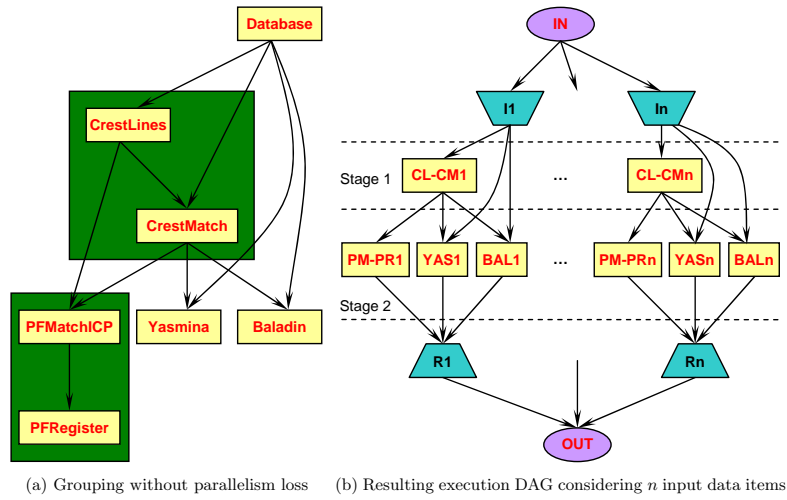 Database
CrestLines
CrestMatch
PFMatchICP
Yasmina
Baladin
PFRegister
(a) Grouping without parallelism loss
IN
I1
In
Stage 1
CL-CM1
...
CL-CMn
PM-PR1
YAS1
BAL1
...
PM-PRn
YASn
BALn
Stage 2
R1
Rn
OUT
(b) Resulting execution DAG considering n input data items